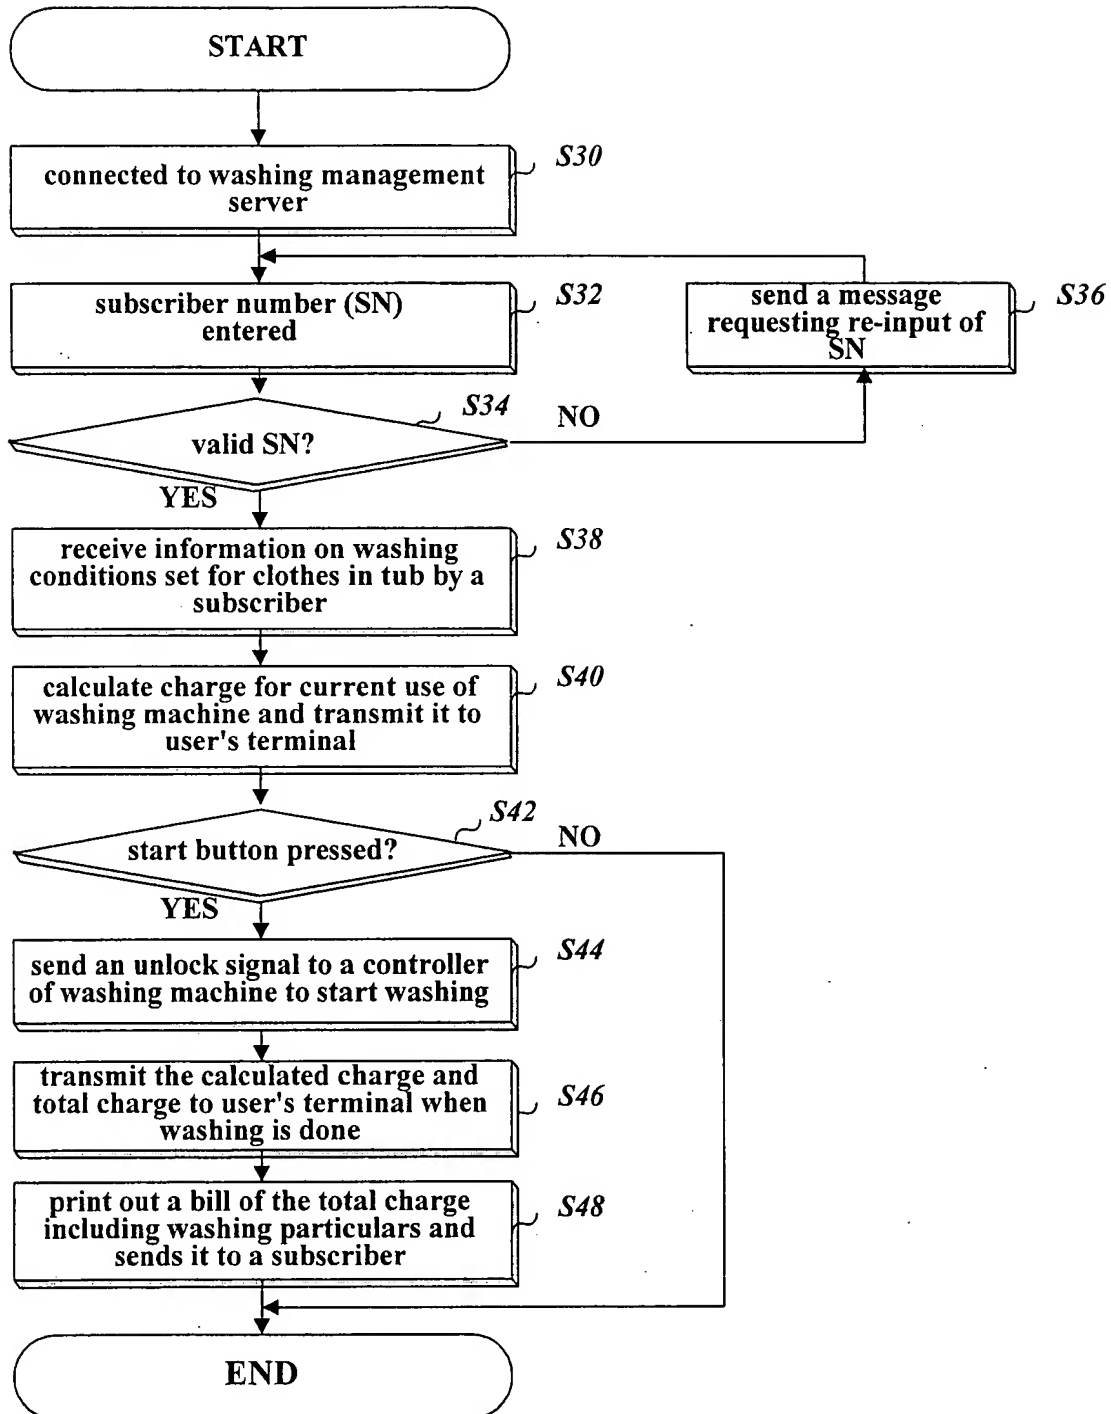 START
S30
connected to washing management
server
S32
subscriber number (SN)
entered
send a message
requesting re-input of
SN
S36
S34
valid SN?
NO
YES
S38
receive information on washing
conditions set for clothes in tub by a
subscriber
S40
calculate charge for current use of
washing machine and transmit it to
user's terminal
S42
start button pressed?
NO
YES
S44
send an unlock signal to a controller
of washing machine to start washing
S46
transmit the calculated charge and
total charge to user's terminal when
washing is done
S48
print out a bill of the total charge
including washing particulars and
sends it to a subscriber
END